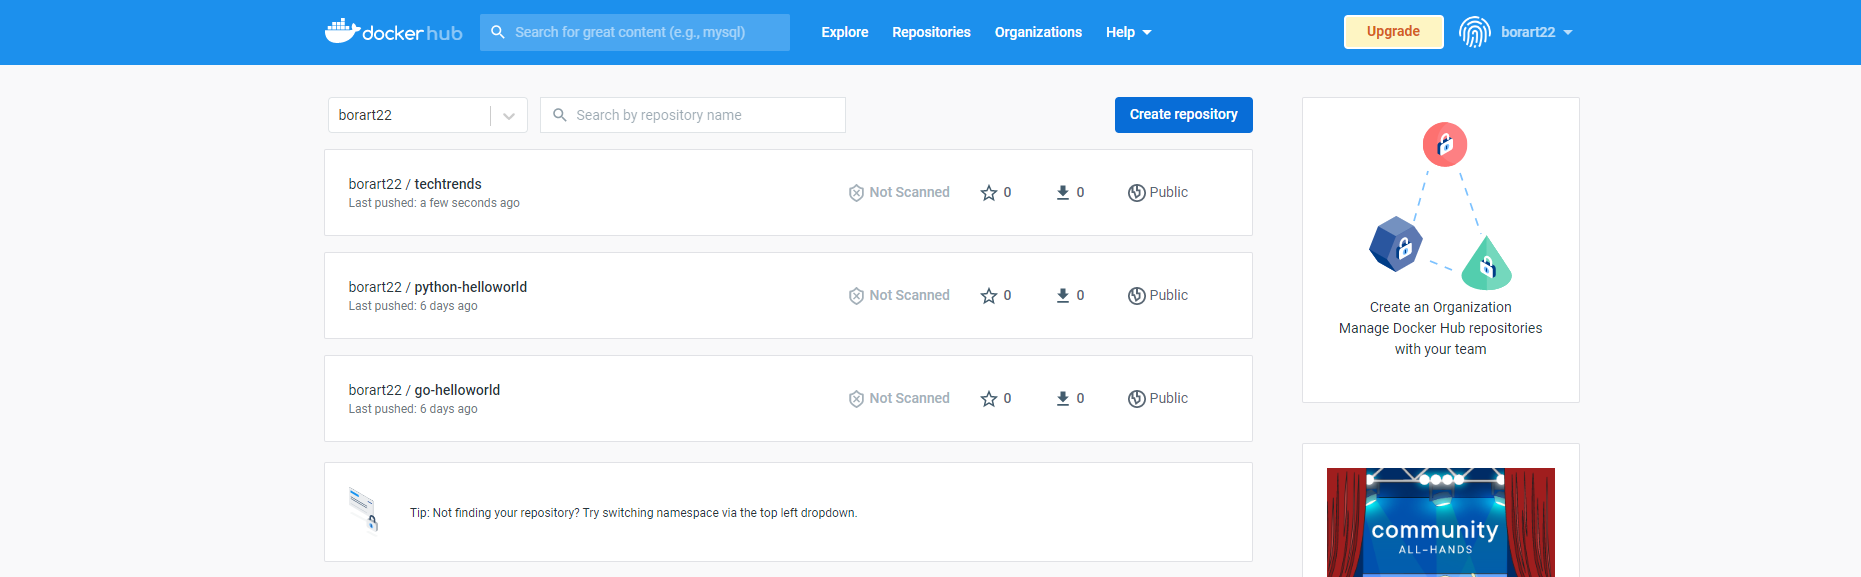 docker hub
Search for great content (e.g., mysql)
Explore
Repositories
Organizations
Help
Upgrade
borart22
borart22
Search by repository name
Create repository
borart22 / techtrends
Last pushed: a few seconds ago
Not Scanned
0
0
Public
borart22 / python-helloworld
Last pushed: 6 days ago
Not Scanned
0
0
Public
borart22 / go-helloworld
Last pushed: 6 days ago
Not Scanned
0
0
Public
Tip: Not finding your repository? Try switching namespace via the top left dropdown.
Create an Organization
Manage Docker Hub repositories
with your team
community
ALL-HANDS